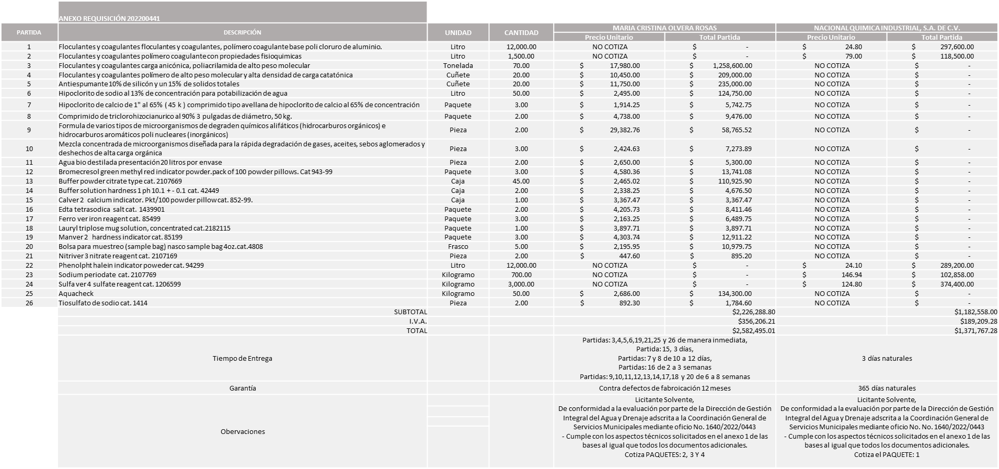 ANEXO REQUISICIÓN 202200441
PARTIDA DESCRIPCIÓN UNIDAD CANTIDAD MARIA CRISTINA OLVERA ROSAS NACIONAL QUIMICA INDUSTRIAL, S.A. DE C.V.
Precio Unitario Total Partida Precio Unitario Total Partida
1 Floculantes y coagulantes floculantes y coagulantes, polímero coagulante base poli cloruro de aluminio. Litro 12,000.00 NO COTIZA $ - $ 24.80 $ 297,600.00
2 Floculantes y coagulantes polímero coagulante con propiedades fisioquimicas Litro 1,500.00 NO COTIZA $ - $ 79.00 $ 118,500.00
3 Floculantes y coagulantes carga anicónica, poliacrilamida de alto peso molecular Tonelada 70.00 $ 17,980.00 $ 1,258,600.00 NO COTIZA $ -
4 Floculantes y coagulantes polímero de alto peso molecular y alta densidad de carga catatónica Cuñete 20.00 $ 10,450.00 $ 209,000.00 NO COTIZA $ -
5 Antiespumante 10% de silicón y un 15% de solidos totales Cuñete 20.00 $ 11,750.00 $ 235,000.00 NO COTIZA $ -
6 Hipoclorito de sodio al 13% de concentración para potabilización de agua Litro 50.00 $ 2,495.00 $ 124,750.00 NO COTIZA $ -
7 Hipoclorito de calcio de 1" al 65% ( 45 k ) comprimido tipo avellana de hipoclorito de calcio al 65% de concentración Paquete 3.00 $ 1,914.25 $ 5,742.75 NO COTIZA $ -
8 Comprimido de triclorohizocianurico al 90% 3 pulgadas de diámetro, 50 kg. Paquete 2.00 $ 4,738.00 $ 9,476.00 NO COTIZA $ -
9 Formula de varios tipos de microorganismos de degraden químicos alifáticos (hidrocarburos orgánicos) e
hidrocarburos aromáticos poli nucleares (inorgánicos) Pieza 2.00 $ 29,382.76 $ 58,765.52 NO COTIZA $ -
10 Mezcla concentrada de microorganismos diseñada para la rápida degradación de gases, aceites, sebos aglomerados y
deshechos de alta carga orgánica Pieza 3.00 $ 2,424.63 $ 7,273.89 NO COTIZA $ -
11 Agua bio destilada presentación 20 litros por envase Pieza 2.00 $ 2,650.00 $ 5,300.00 NO COTIZA $ -
12 Bromecresol green methyl red indicator powder.pack of 100 powder pillows. Cat 943-99 Paquete 3.00 $ 4,580.36 $ 13,741.08 NO COTIZA $ -
13 Buffer powder citrate type cat. 2107669 Caja 45.00 $ 2,465.02 $ 110,925.90 NO COTIZA $ -
14 Buffer solution hardness 1 ph 10.1 + - 0.1 cat. 42449 Caja 2.00 $ 2,338.25 $ 4,676.50 NO COTIZA $ -
15 Calver 2 calcium indicator. Pkt/100 powder pillow cat. 852-99. Caja 1.00 $ 3,367.47 $ 3,367.47 NO COTIZA $ -
16 Edta tetrasodica salt cat. 1439901 Paquete 2.00 $ 4,205.73 $ 8,411.46 NO COTIZA $ -
17 Ferro ver iron reagent cat. 85499 Paquete 3.00 $ 2,163.25 $ 6,489.75 NO COTIZA $ -
18 Lauryl triplose mug solution, concentrated cat.2182115 Paquete 1.00 $ 3,897.71 $ 3,897.71 NO COTIZA $ -
19 Manver 2 hardness indicator cat. 85199 Paquete 3.00 $ 4,303.74 $ 12,911.22 NO COTIZA $ -
20 Bolsa para muestreo (sample bag) nasco sample bag 4oz.cat.4808 Frasco 5.00 $ 2,195.95 $ 10,979.75 NO COTIZA $ -
21 Nitriver 3 nitrate reagent cat. 2107169 Pieza 2.00 $ 447.60 $ 895.20 NO COTIZA $ -
22 Phenolpht halein indicator poweder cat. 94299 Litro 12,000.00 NO COTIZA $ - $ 24.10 $ 289,200.00
23 Sodium periodate cat. 2107769 Kilogramo 700.00 NO COTIZA $ - $ 146.94 $ 102,858.00
24 Sulfa ver 4 sulfate reagent cat. 1206599 Kilogramo 3,000.00 NO COTIZA $ - $ 124.80 $ 374,400.00
25 Aquacheck Kilogramo 50.00 $ 2,686.00 $ 134,300.00 NO COTIZA $ -
26 Tiosulfato de sodio cat. 1414 Pieza 2.00 $ 892.30 $ 1,784.60 NO COTIZA $ -
SUBTOTAL $2,226,288.80 $1,182,558.00
I.V.A. $356,206.21 $189,209.28
TOTAL $2,582,495.01 $1,371,767.28
Tiempo de Entrega
Partidas: 3,4,5,6,19,21,25 y 26 de manera inmediata,
Partida: 15, 3 días,
Partidas: 7 y 8 de 10 a 12 días,
Partidas: 16 de 2 a 3 semanas
Partidas: 9,10,11,12,13,14,17,18 y 20 de 6 a 8 semanas
3 días naturales
Garantía Contra defectos de fabroicación 12 meses 365 días naturales
Obervaciones
Licitante Solvente,
De conformidad a la evaluación por parte de la Dirección de Gestión
Integral del Agua y Drenaje adscrita a la Coordinación General de
Servicios Municipales mediante oficio No. 1640/2022/0443
- Cumple con los aspectos técnicos solicitados en el anexo 1 de las
bases al igual que todos los documentos adicionales.
Cotiza PAQUETES: 2, 3 Y 4
Licitante Solvente,
De conformidad a la evaluación por parte de la Dirección de Gestión
Integral del Agua y Drenaje adscrita a la Coordinación General de
Servicios Municipales mediante oficio No. No. 1640/2022/0443
- Cumple con los aspectos técnicos solicitados en el anexo 1 de las
bases al igual que todos los documentos adicionales.
Cotiza el PAQUETE: 1